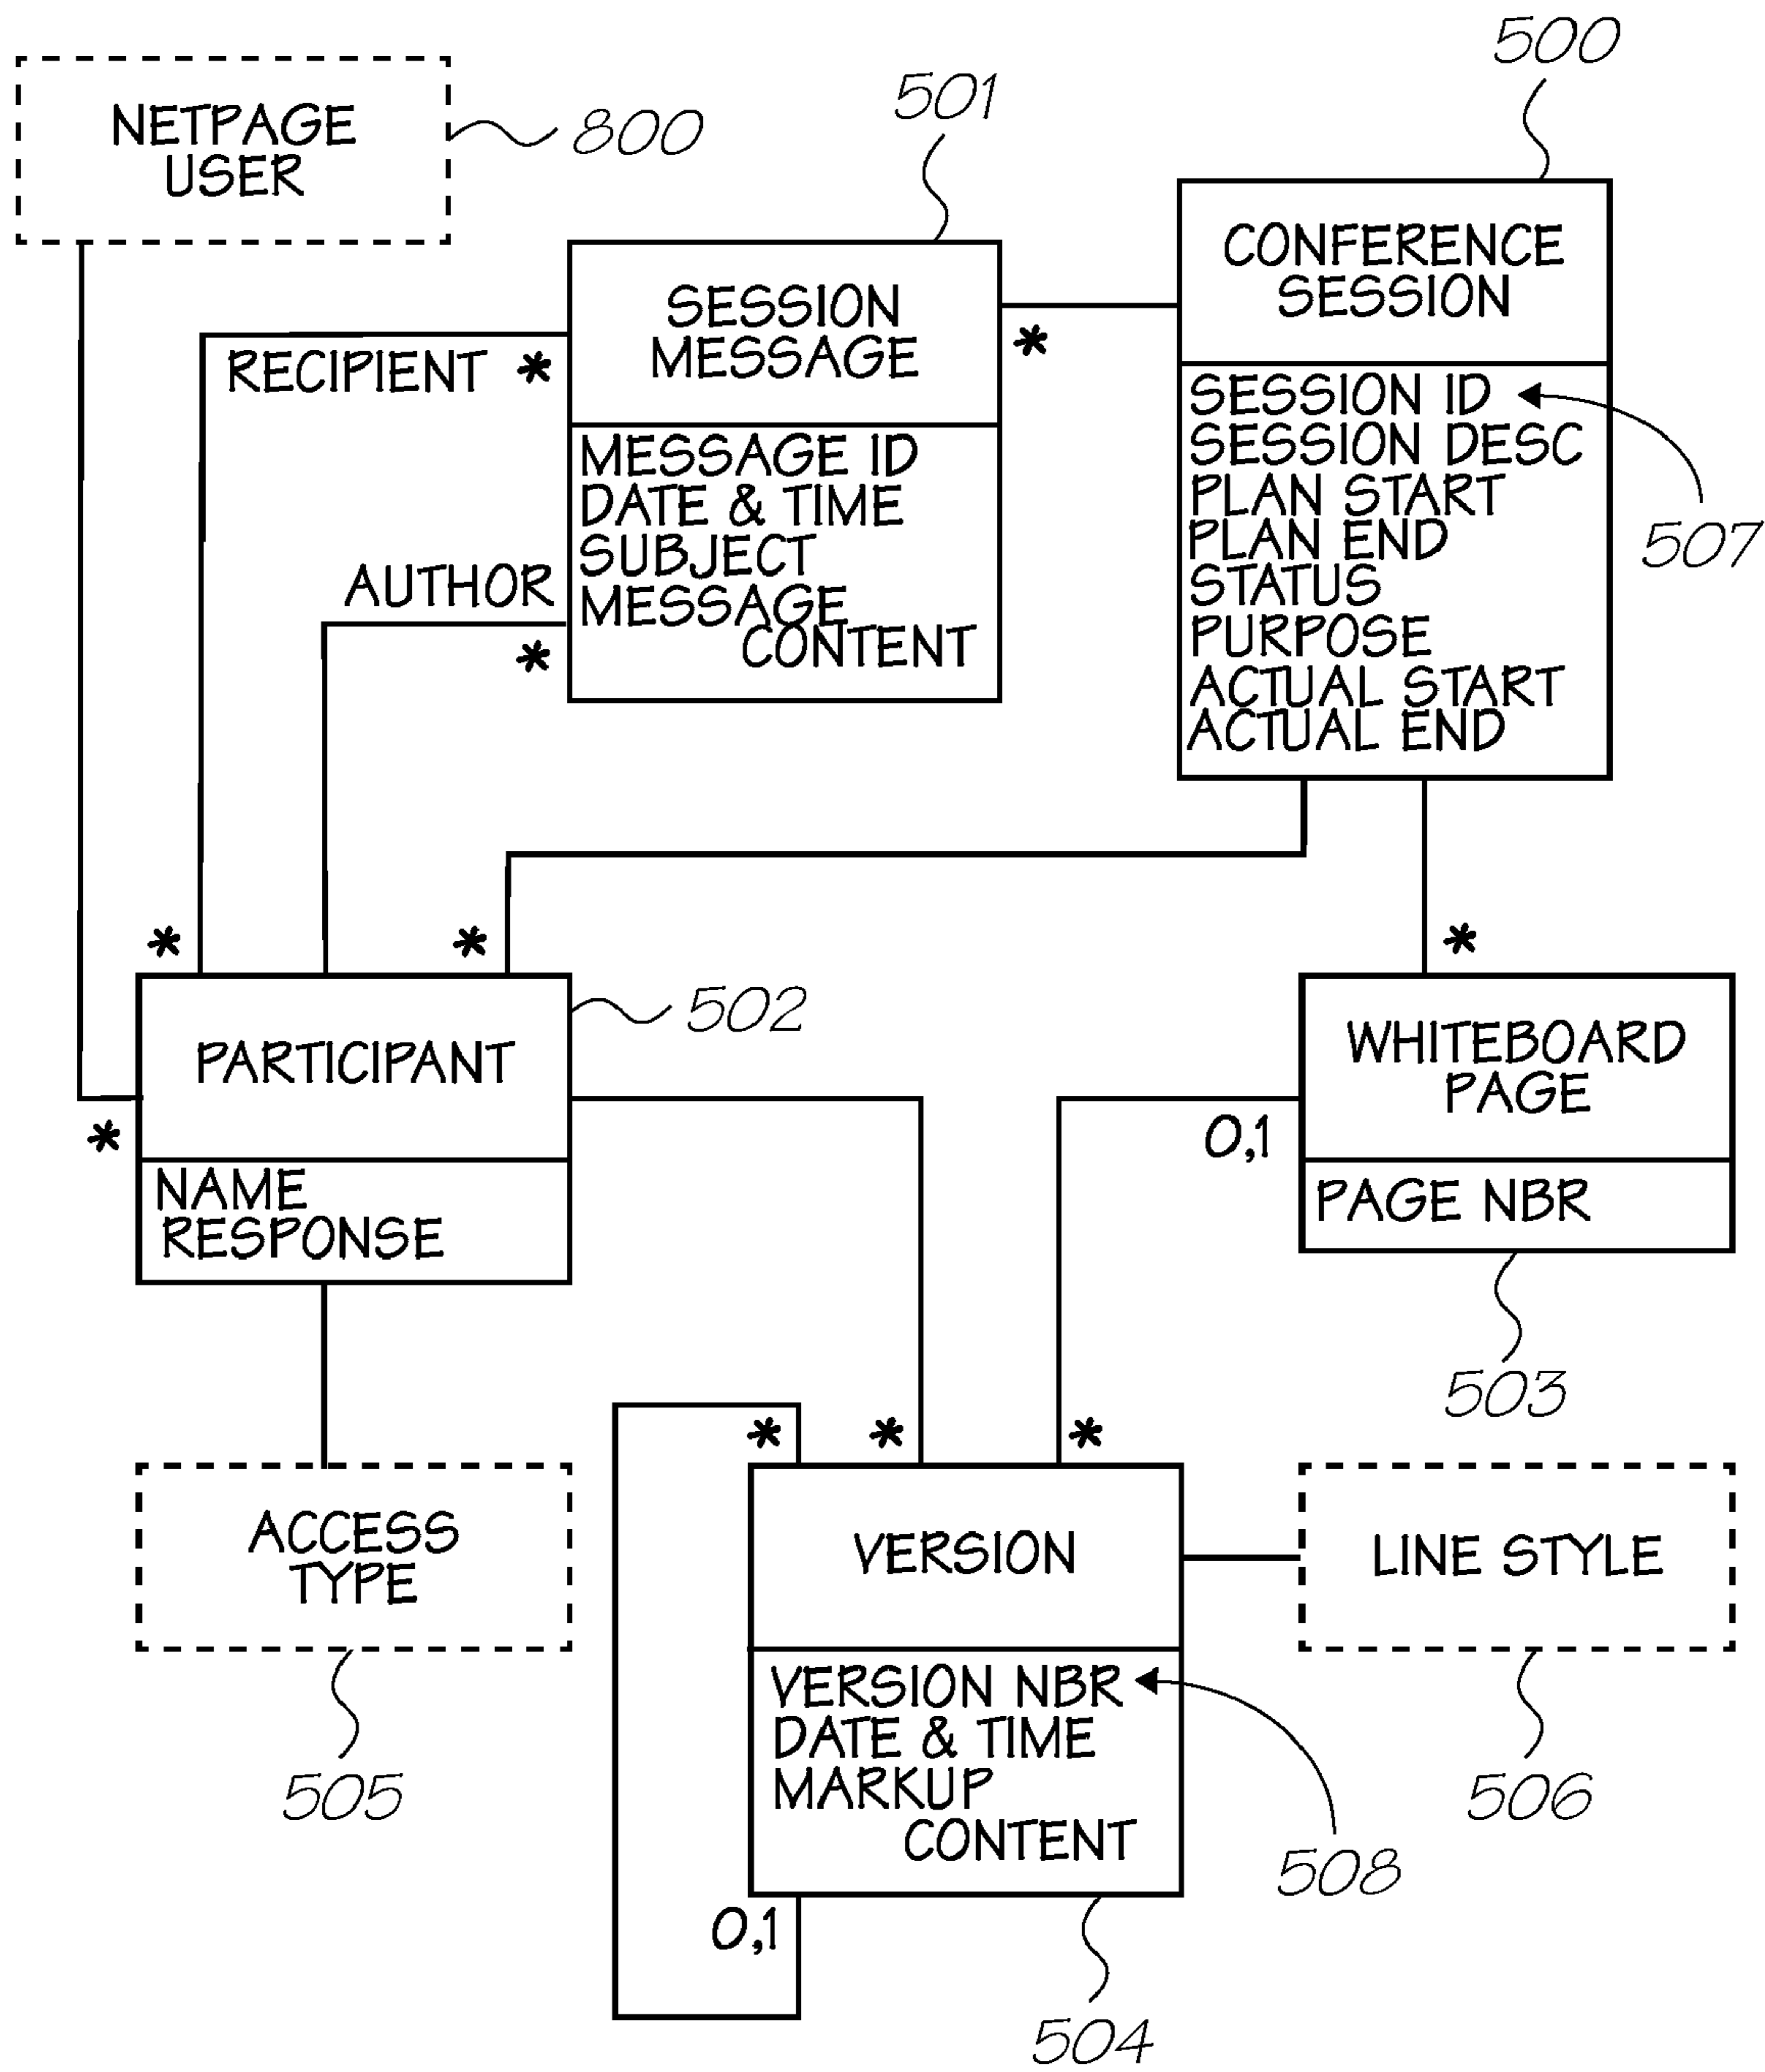 500
NETPAGE
USER
800
501
CONFERENCE
SESSION
SESSION
MESSAGE
*
RECIPIENT *
SESSION ID
SESSION DESC
PLAN START
PLAN END
STATUS
PURPOSE
ACTUAL START
ACTUAL END
507
MESSAGE ID
DATE & TIME
SUBJECT
MESSAGE
CONTENT
AUTHOR
*
*
*
*
502
PARTICIPANT
WHITEBOARD
PAGE
*
0,1
NAME
RESPONSE
PAGE NBR
503
*
*
*
ACCESS
TYPE
VERSION
LINE STYLE
VERSION NBR
DATE & TIME
MARKUP
CONTENT
505
506
508
0,1
504